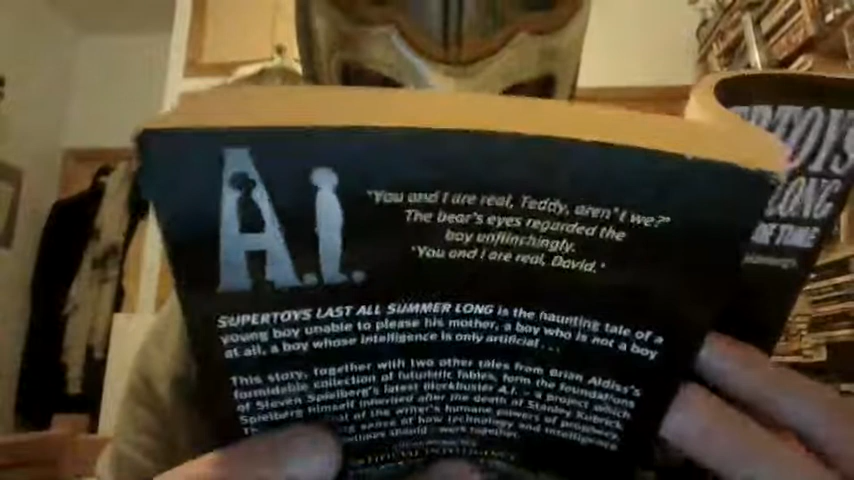 A.I.
"You and I are real, Teddy, aren't we?"
The bear's eyes regarded the
boy unflinchingly.
"You and I are real, David."
SUPERTOYS LAST ALL SUMMER LONG is the haunting tale of a
young boy unable to please his mother, a boy who is not a boy
at all, a boy whose intelligence is only artificial...
This story, together with two other tales from Brian Aldiss's
formidable collection of futuristic fables, form the foundations
of Steven Spielberg's latest blockbuster A.I. - a project which
Spielberg himself inherited after the death of Stanley Kubrick.
of the writer's humane powers of prophecy,
sense of how technology and intelligence
work together.
LONG
OF TIME